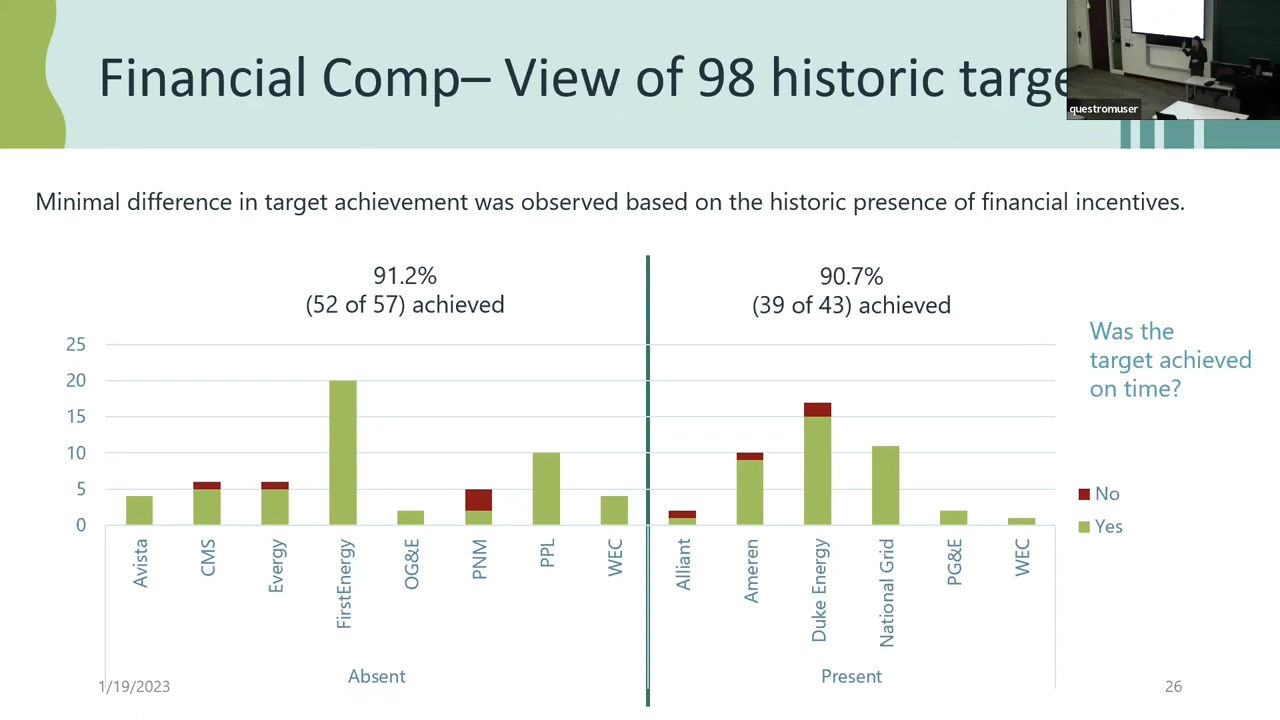 Financial Comp– View of 98 historic targe
questromuser
Minimal difference in target achievement was observed based on the historic presence of financial incentives.
91.2%
(52 of 57) achieved
90.7%
(39 of 43) achieved
Was the
target achieved
on time?
25
20
15
10
5
0
No
Yes
Avista
CMS
Evergy
FirstEnergy
OG&E
PNM
PPL
WEC
Alliant
Ameren
Duke Energy
National Grid
PG&E
WEC
Absent
Present
1/19/2023
26